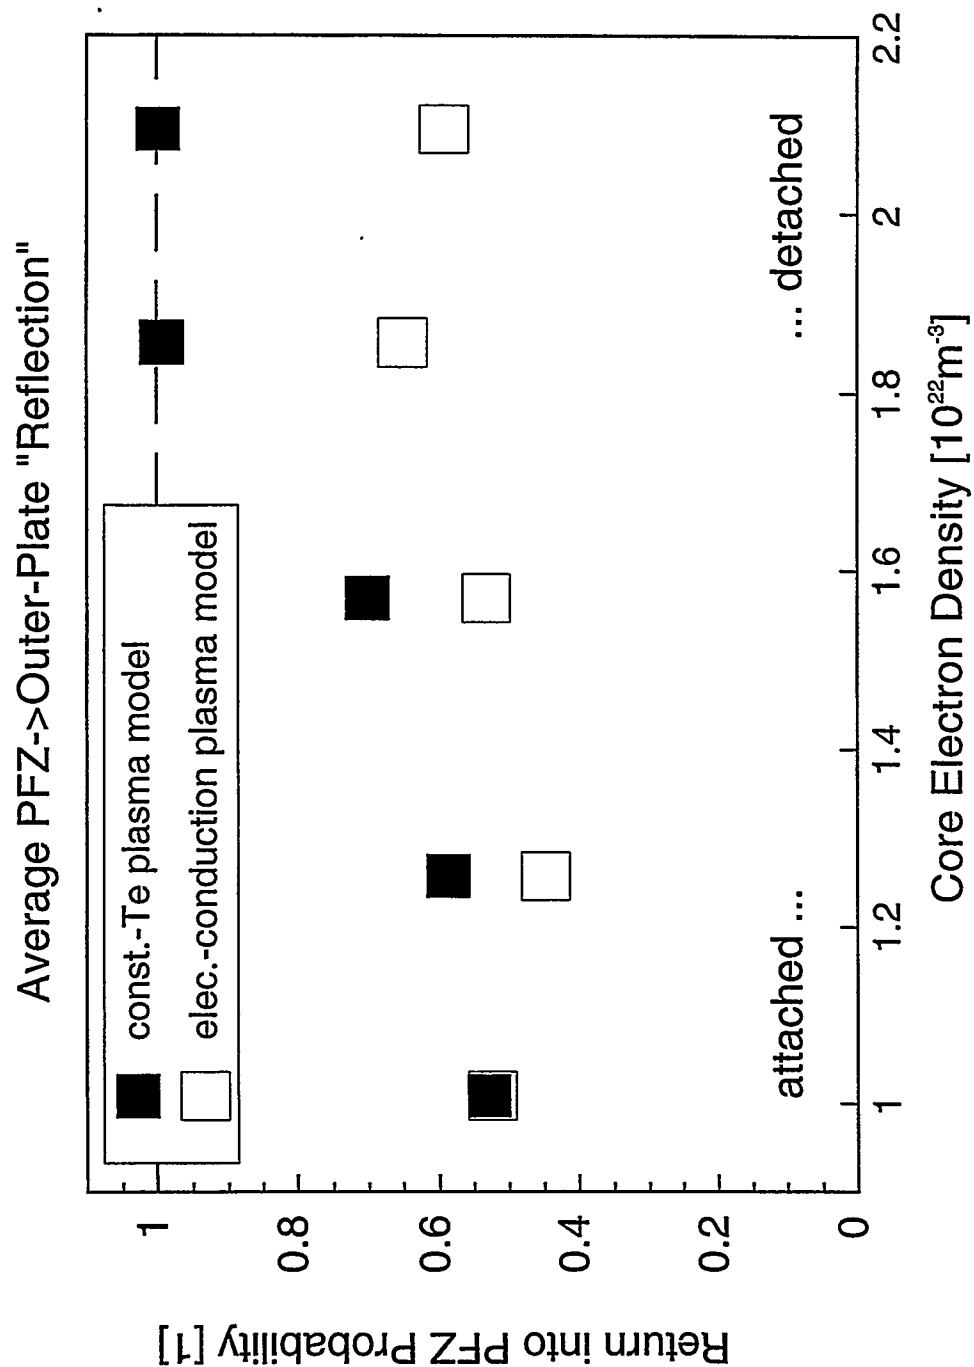 Average PFZ->Outer-Plate "Reflection"
const.-Te plasma model
elec.-conduction plasma model
attached ...
... detached
Return into PFZ Probability [1]
1
0.8
0.6
0.4
0.2
0
1
1.2
1.4
1.6
1.8
2
2.2
Core Electron Density [10²²m⁻³]